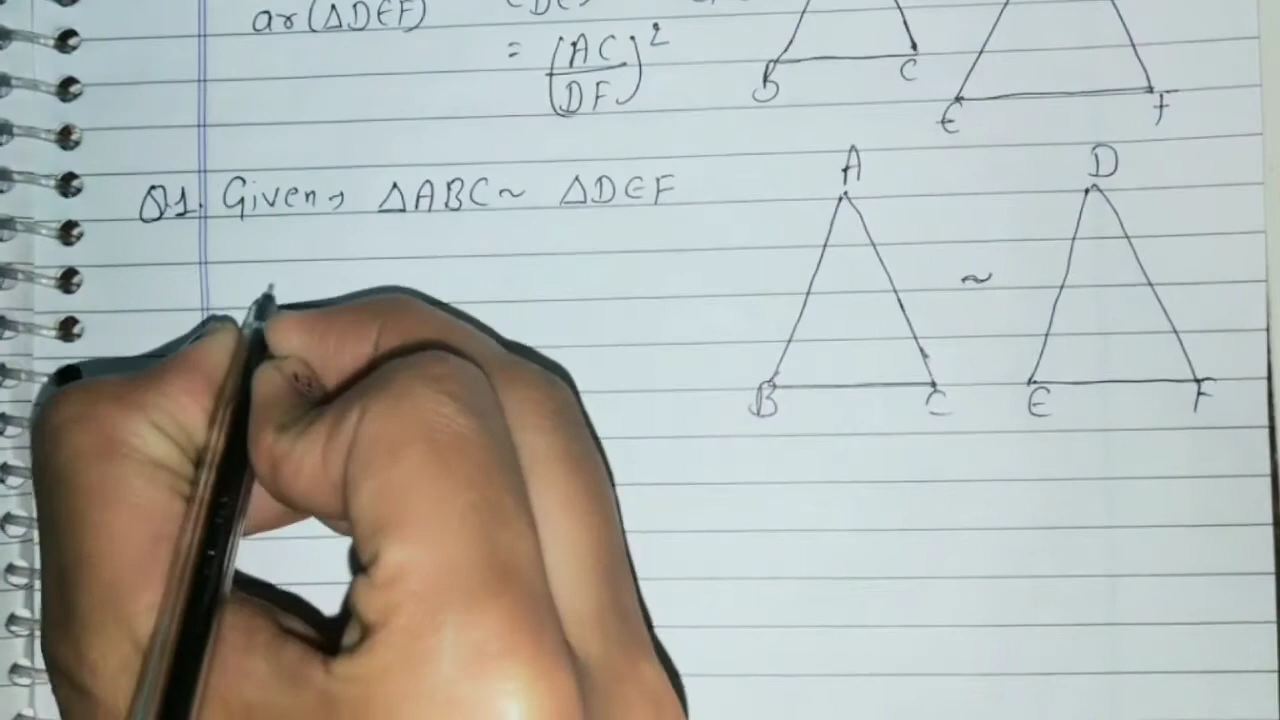 ar(ΔDEF)
= (AC/DF)²
B C
E F
Q1. Given→ ΔABC ~ ΔDEF
A D
~
B C E F